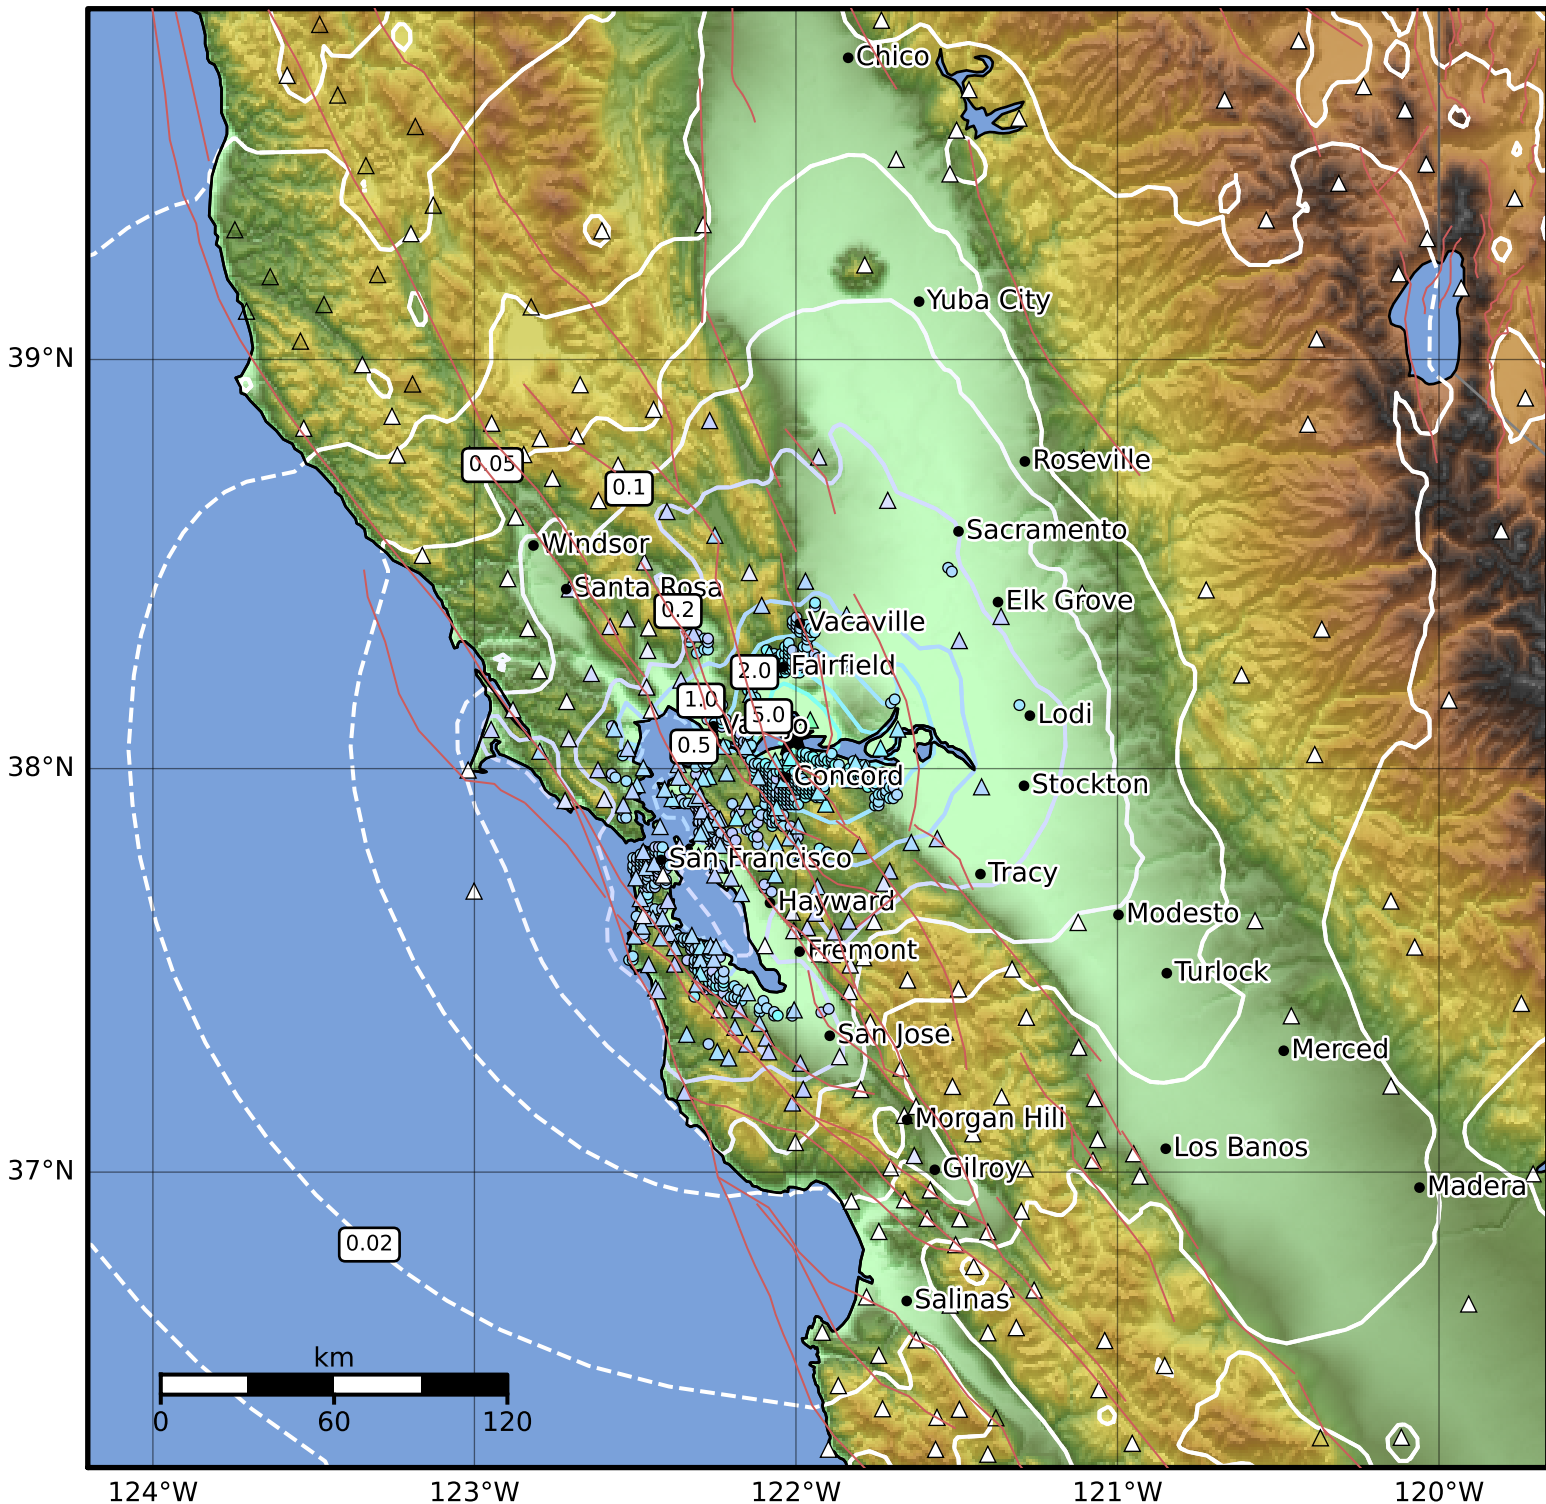 Chico
Yuba City
39°N
Roseville
0.05
0.1
Sacramento
Windsor
Santa Rosa
Elk Grove
0.2
Vacaville
Fairfield
2.0
1.0
Lodi
5.0
Vallejo
0.5
38°N
Concord
Stockton
San Francisco
Tracy
Hayward
Modesto
Fremont
Turlock
San Jose
Merced
Morgan Hill
Los Banos
37°N
Gilroy
Madera
0.02
Salinas
km
0 60 120
124°W 123°W 122°W 121°W 120°W